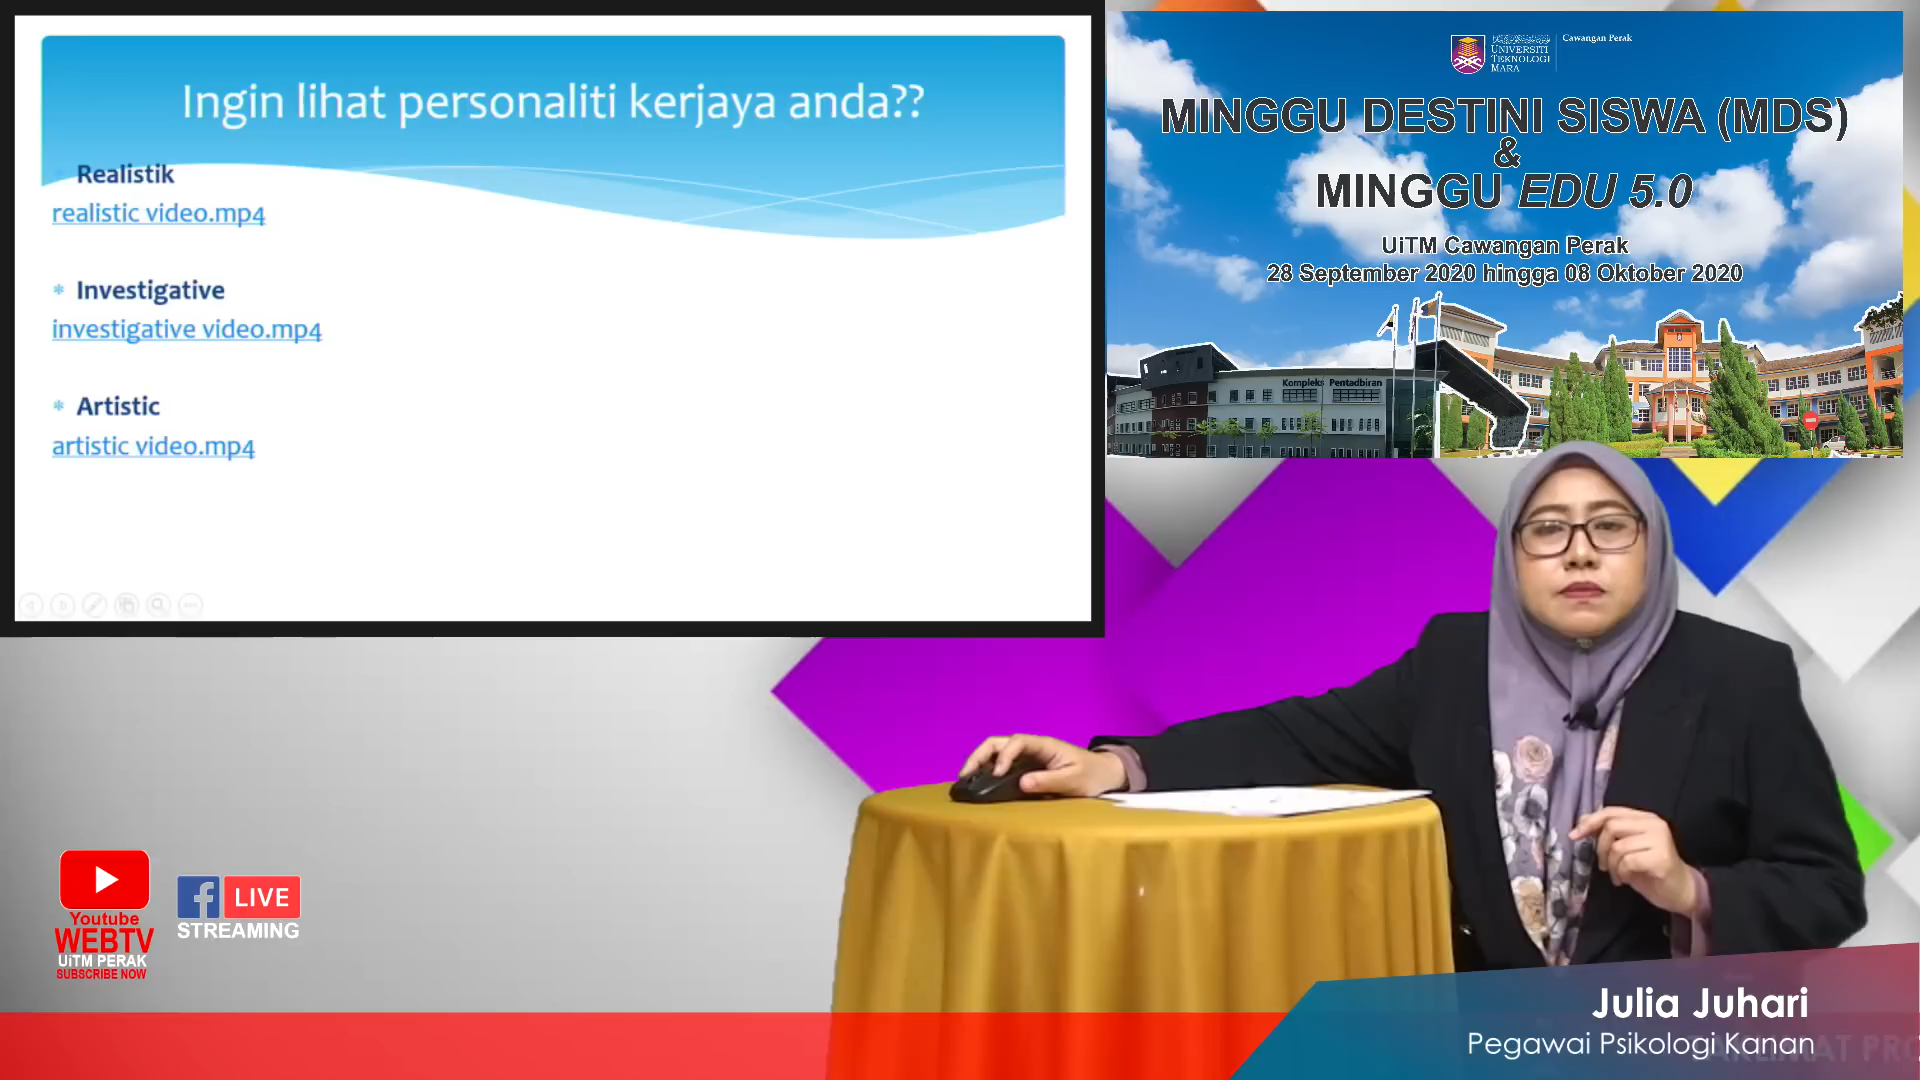 Ingin lihat personaliti kerjaya anda??
Realistik
realistic video.mp4
* Investigative
investigative video.mp4
* Artistic
artistic video.mp4
UNIVERSITI
TEKNOLOGI
MARA
Cawangan Perak
MINGGU DESTINI SISWA (MDS)
&
MINGGU EDU 5.0
UiTM Cawangan Perak
28 September 2020 hingga 08 Oktober 2020
Kompleks Pentadbiran
Youtube
WEBTV
UiTM PERAK
SUBSCRIBE NOW
f LIVE
STREAMING
Julia Juhari
Pegawai Psikologi Kanan